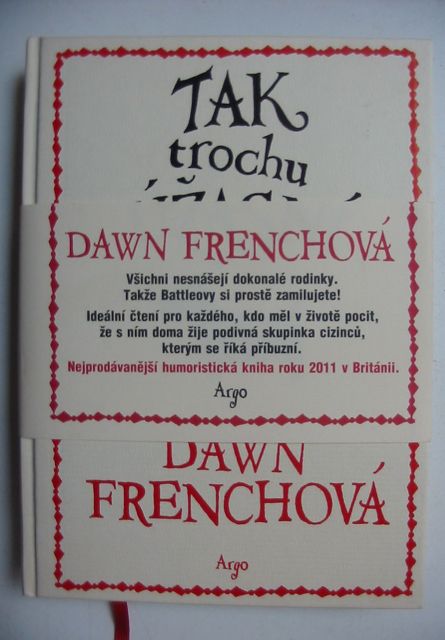 TAK
trochu
DAWN FRENCHOVÁ
Všichni nesnášejí dokonalé rodinky.
Takže Battleovy si prostě zamilujete!
Ideální čtení pro každého, kdo měl v životě pocit,
že s ním doma žije podivná skupinka cizinců,
kterým se říká příbuzní.
Nejprodávanější humoristická kniha roku 2011 v Británii.
Argo
DAWN
FRENCHOVÁ
Argo